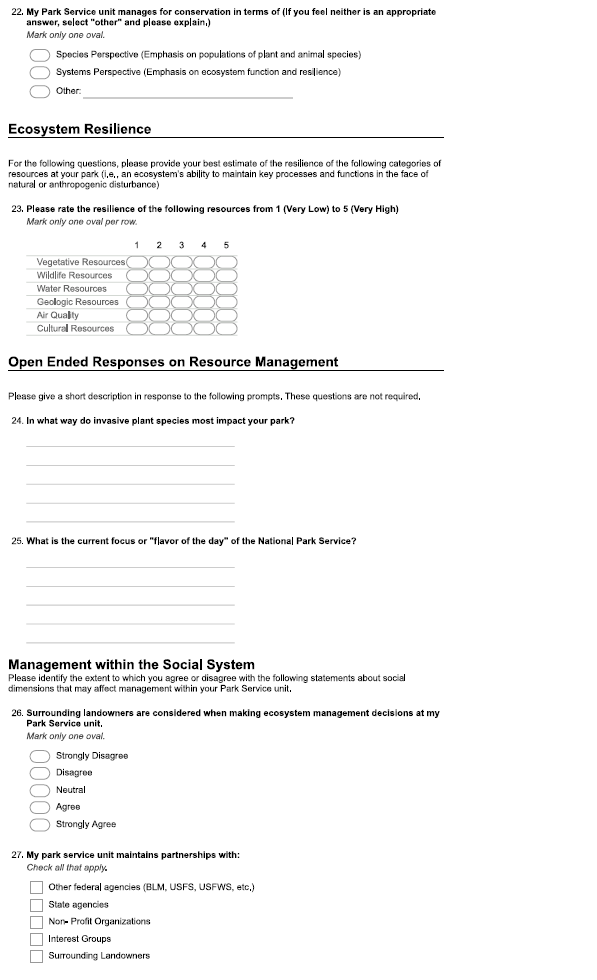 22. My Park Service unit manages for conservation in terms of (If you feel neither is an appropriate
answer, select "other" and please explain.)
Mark only one oval.
Species Perspective (Emphasis on populations of plant and animal species)
Systems Perspective (Emphasis on ecosystem function and resilience)
Other:
Ecosystem Resilience
For the following questions, please provide your best estimate of the resilience of the following categories of
resources at your park (i.e., an ecosystem's ability to maintain key processes and functions in the face of
natural or anthropogenic disturbance)
23. Please rate the resilience of the following resources from 1 (Very Low) to 5 (Very High)
Mark only one oval per row.
1 2 3 4 5
Vegetative Resources
Wildlife Resources
Water Resources
Geologic Resources
Air Quality
Cultural Resources
Open Ended Responses on Resource Management
Please give a short description in response to the following prompts. These questions are not required.
24. In what way do invasive plant species most impact your park?
25. What is the current focus or "flavor of the day" of the National Park Service?
Management within the Social System
Please identify the extent to which you agree or disagree with the following statements about social
dimensions that may affect management within your Park Service unit.
26. Surrounding landowners are considered when making ecosystem management decisions at my
Park Service unit.
Mark only one oval.
Strongly Disagree
Disagree
Neutral
Agree
Strongly Agree
27. My park service unit maintains partnerships with:
Check all that apply.
Other federal agencies (BLM, USFS, USFWS, etc.)
State agencies
Non- Profit Organizations
Interest Groups
Surrounding Landowners